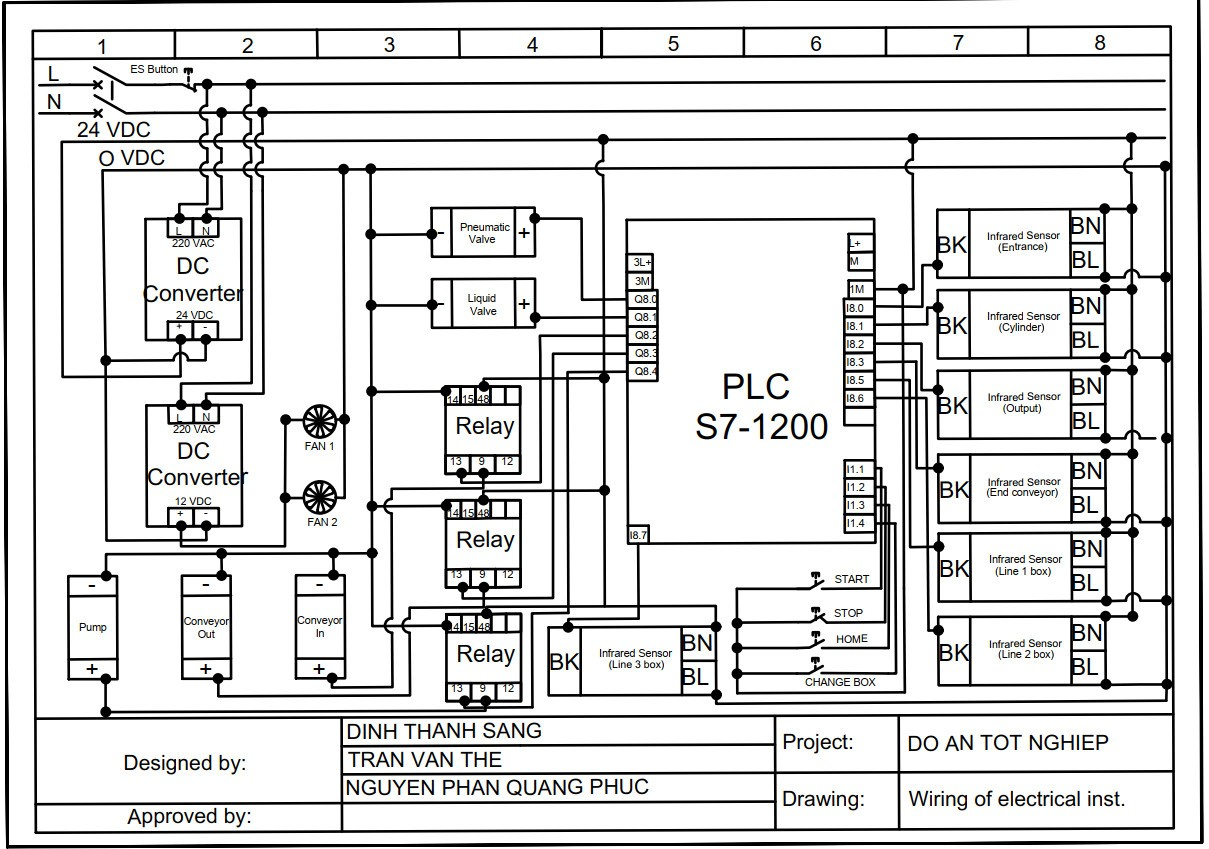 1 2 3 4 5 6 7 8
L
ES Button
N
24 VDC
O VDC
L N
220 VAC
DC
Converter
24 VDC
+ -
L N
220 VAC
DC
Converter
12 VDC
+ -
FAN 1
FAN 2
- Pneumatic
Valve +
- Liquid
Valve +
14 15 48
Relay
13 9 12
14 15 48
Relay
13 9 12
14 15 48
Relay
13 9 12
-
Pump
+
-
Conveyor
Out
+
-
Conveyor
In
+
3L+
3M
Q8.0
Q8.1
Q8.2
Q8.3
Q8.4
I8.7
PLC
S7-1200
L+
M
1M
I8.0
I8.1
I8.2
I8.3
I8.5
I8.6
I1.1
I1.2
I1.3
I1.4
START
STOP
HOME
CHANGE BOX
BK
Infrared Sensor
(Line 3 box)
BN
BL
BK
Infrared Sensor
(Entrance)
BN
BL
BK
Infrared Sensor
(Cylinder)
BN
BL
BK
Infrared Sensor
(Output)
BN
BL
BK
Infrared Sensor
(End conveyor)
BN
BL
BK
Infrared Sensor
(Line 1 box)
BN
BL
BK
Infrared Sensor
(Line 2 box)
BN
BL
Designed by:
DINH THANH SANG
TRAN VAN THE
NGUYEN PHAN QUANG PHUC
Approved by:
Project:
DO AN TOT NGHIEP
Drawing:
Wiring of electrical inst.